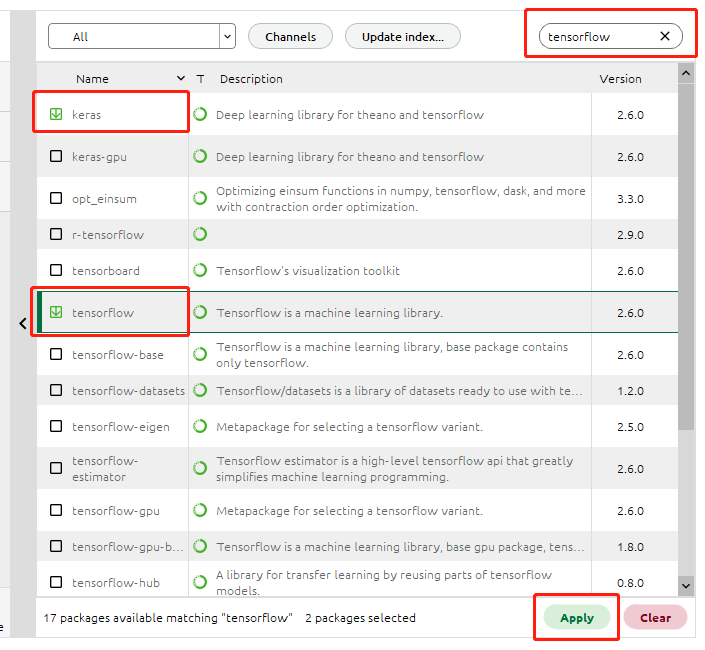 All
Channels
Update index...
tensorflow
Name T Description Version
keras Deep learning library for theano and tensorflow 2.6.0
keras-gpu Deep learning library for theano and tensorflow 2.6.0
opt_einsum Optimizing einsum functions in numpy, tensorflow, dask, and more
with contraction order optimization. 3.3.0
r-tensorflow 2.9.0
tensorboard Tensorflow's visualization toolkit 2.6.0
tensorflow Tensorflow is a machine learning library. 2.6.0
tensorflow-base Tensorflow is a machine learning library, base package contains
only tensorflow. 2.6.0
tensorflow-datasets Tensorflow/datasets is a library of datasets ready to use with te... 1.2.0
tensorflow-eigen Metapackage for selecting a tensorflow variant. 2.5.0
tensorflow-
estimator Tensorflow estimator is a high-level tensorflow api that greatly
simplifies machine learning programming. 2.6.0
tensorflow-gpu Metapackage for selecting a tensorflow variant. 2.6.0
tensorflow-gpu-b... Tensorflow is a machine learning library, base gpu package, tens... 1.8.0
tensorflow-hub A library for transfer learning by reusing parts of tensorflow
models. 0.8.0
17 packages available matching "tensorflow" 2 packages selected
Apply
Clear